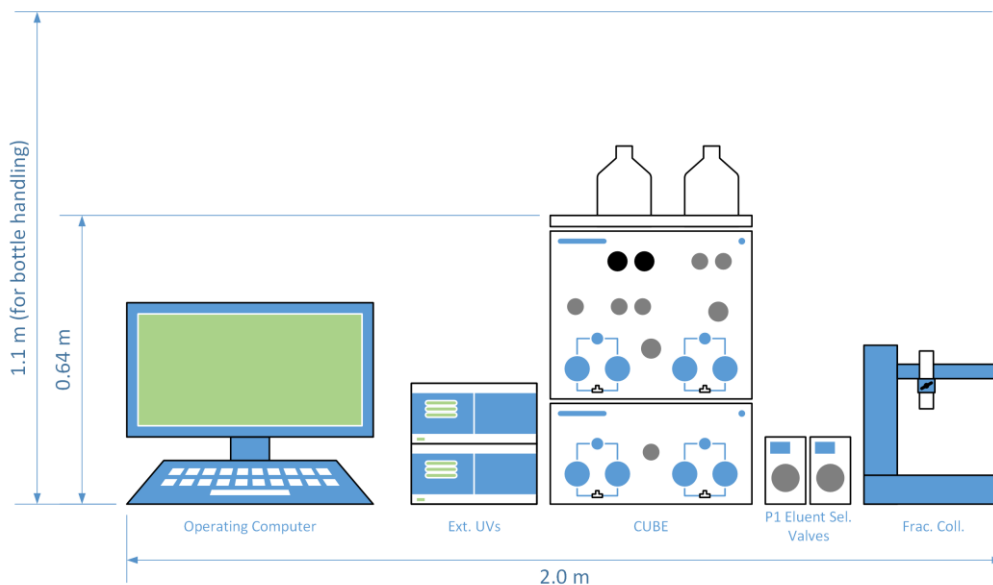 1.1 m (for bottle handling)
0.64 m
Operating Computer
Ext. UVs
CUBE
P1 Eluent Sel.
Valves
Frac. Coll.
2.0 m